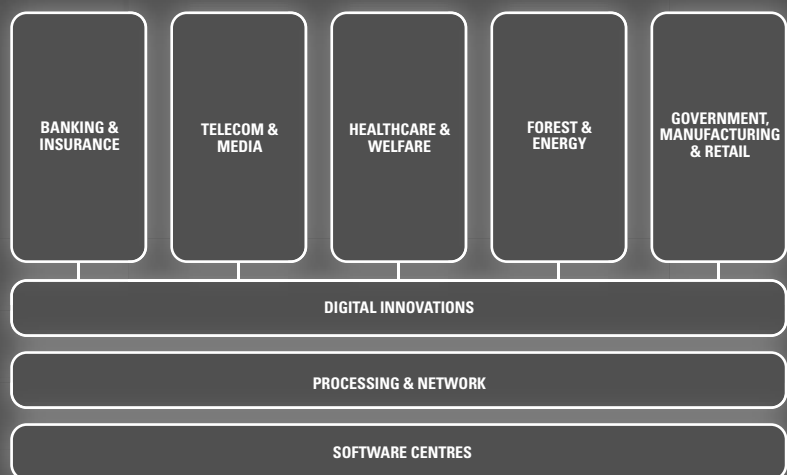 BANKING &
INSURANCE
TELECOM &
MEDIA
HEALTHCARE &
WELFARE
FOREST &
ENERGY
GOVERNMENT,
MANUFACTURING
& RETAIL
DIGITAL INNOVATIONS
PROCESSING & NETWORK
SOFTWARE CENTRES